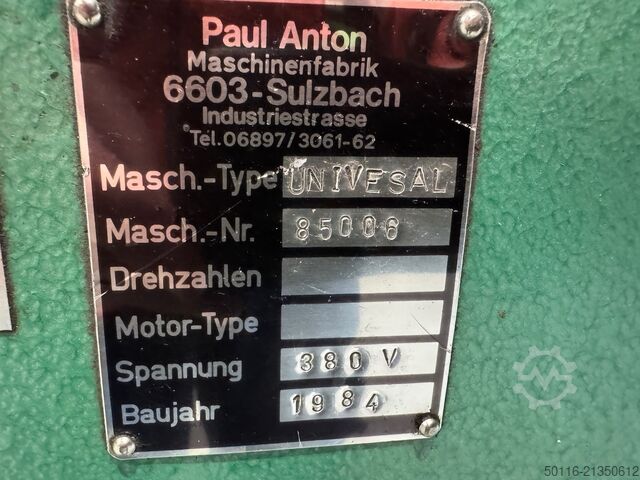 Paul Anton
Maschinenfabrik
6603-Sulzbach
Industriestrasse
Tel.06897/3061-62
Masch.-Type UNIVESAL
Masch.-Nr. 85006
Drehzahlen
Motor-Type
Spannung 380 V
Baujahr 1984
50116-21350612